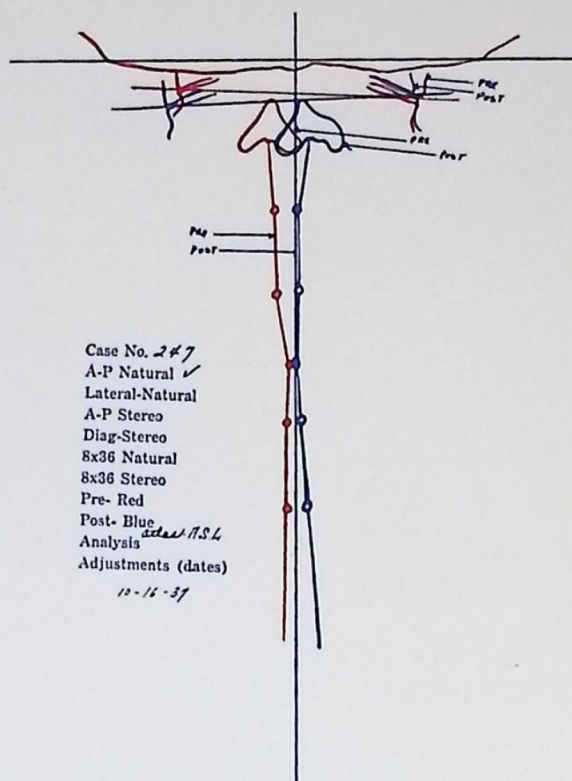 PRE
POST
PRE
POST
PRE
POST
Case No. 247
A-P Natural ✓
Lateral-Natural
A-P Stereo
Diag-Stereo
8x36 Natural
8x36 Stereo
Pre- Red
Post- Blue
Analysis atlas
Adjustments (dates)
10-16-37